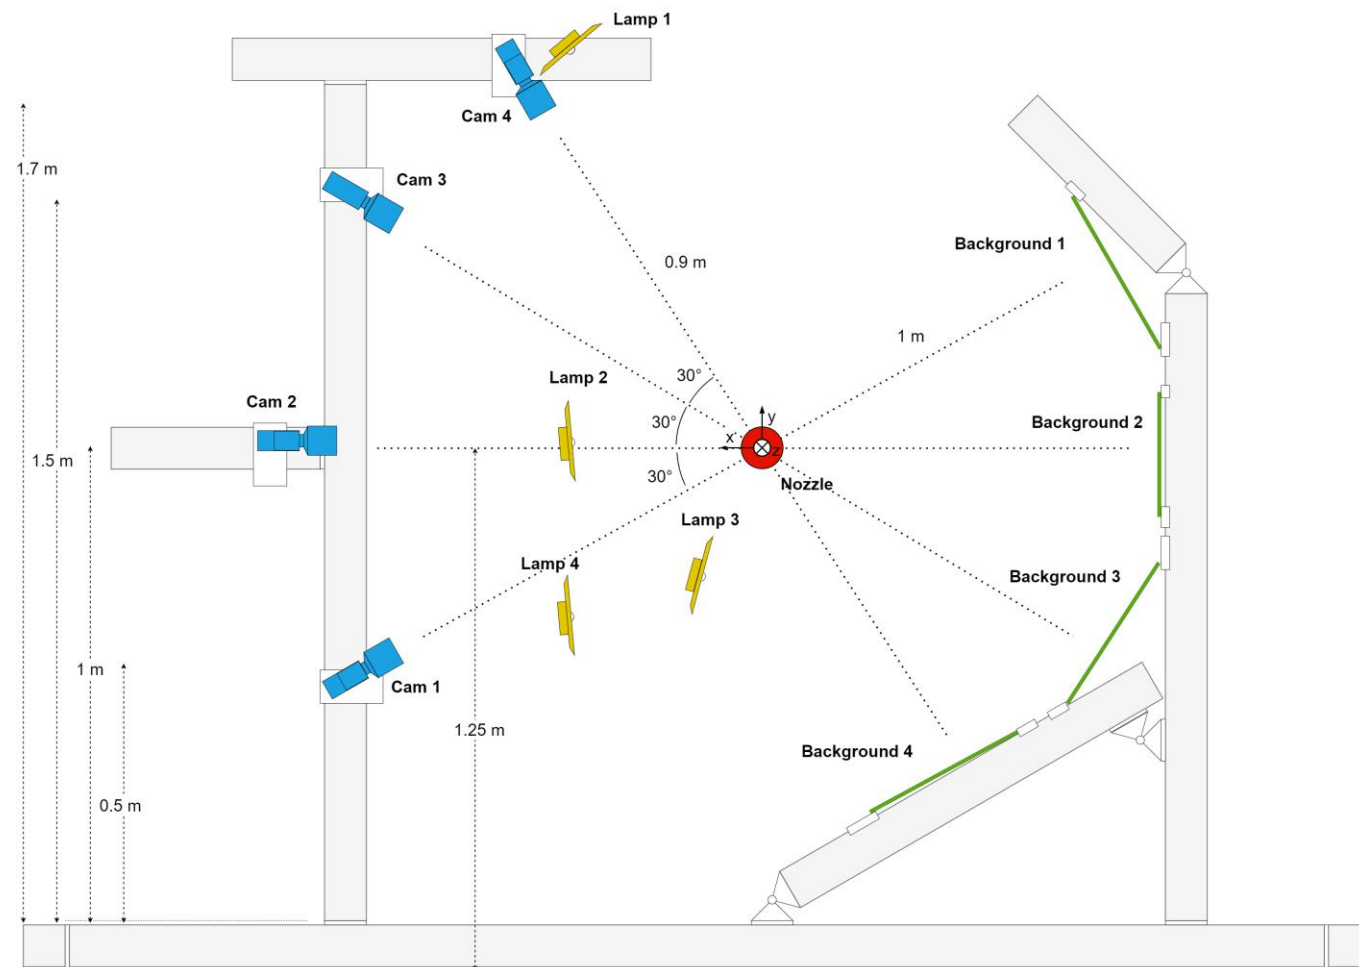 Lamp 1
Cam 4
1.7 m
Cam 3
Background 1
0.9 m
1 m
30°
Lamp 2
Cam 2
30°
y
x
z
Background 2
1.5 m
30°
Nozzle
Lamp 3
Lamp 4
Background 3
1 m
Cam 1
1.25 m
Background 4
0.5 m